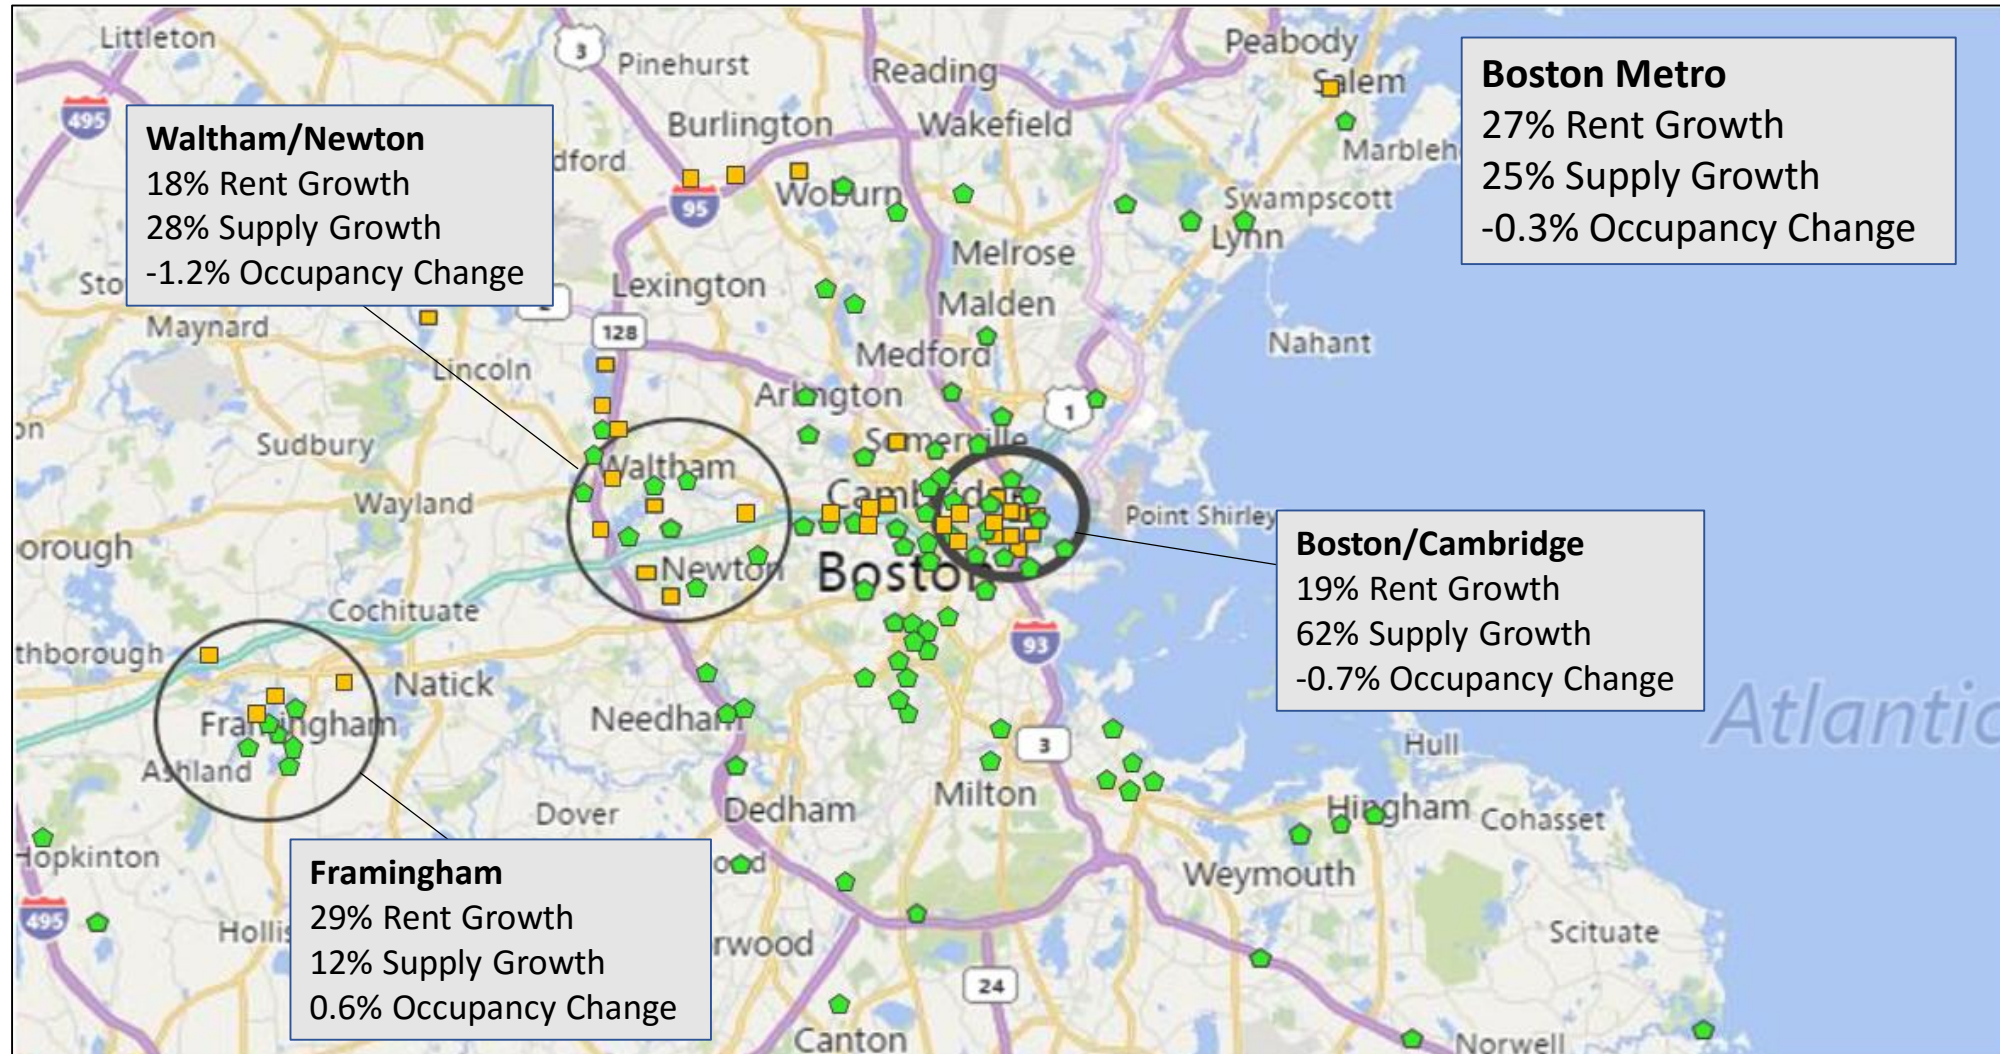 Littleton
3
Pinehurst
Reading
Peabody
Salem
495
Burlington
Wakefield
Woburn
95
Swampscott
Lynn
Melrose
Lexington
Malden
Maynard
128
Medford
Nahant
Lincoln
Arlington
1
Sudbury
Somerville
Waltham
Wayland
Cambridge
Point Shirley
Newton
Boston
Cochituate
93
Natick
Framingham
Needham
3
Hull
Ashland
Atlantic
Dover
Dedham
Milton
Hingham
Cohasset
Hopkinton
Weymouth
495
Scituate
24
Canton
Norwell
Waltham/Newton
18% Rent Growth
28% Supply Growth
-1.2% Occupancy Change
Boston Metro
27% Rent Growth
25% Supply Growth
-0.3% Occupancy Change
Boston/Cambridge
19% Rent Growth
62% Supply Growth
-0.7% Occupancy Change
Framingham
29% Rent Growth
12% Supply Growth
0.6% Occupancy Change